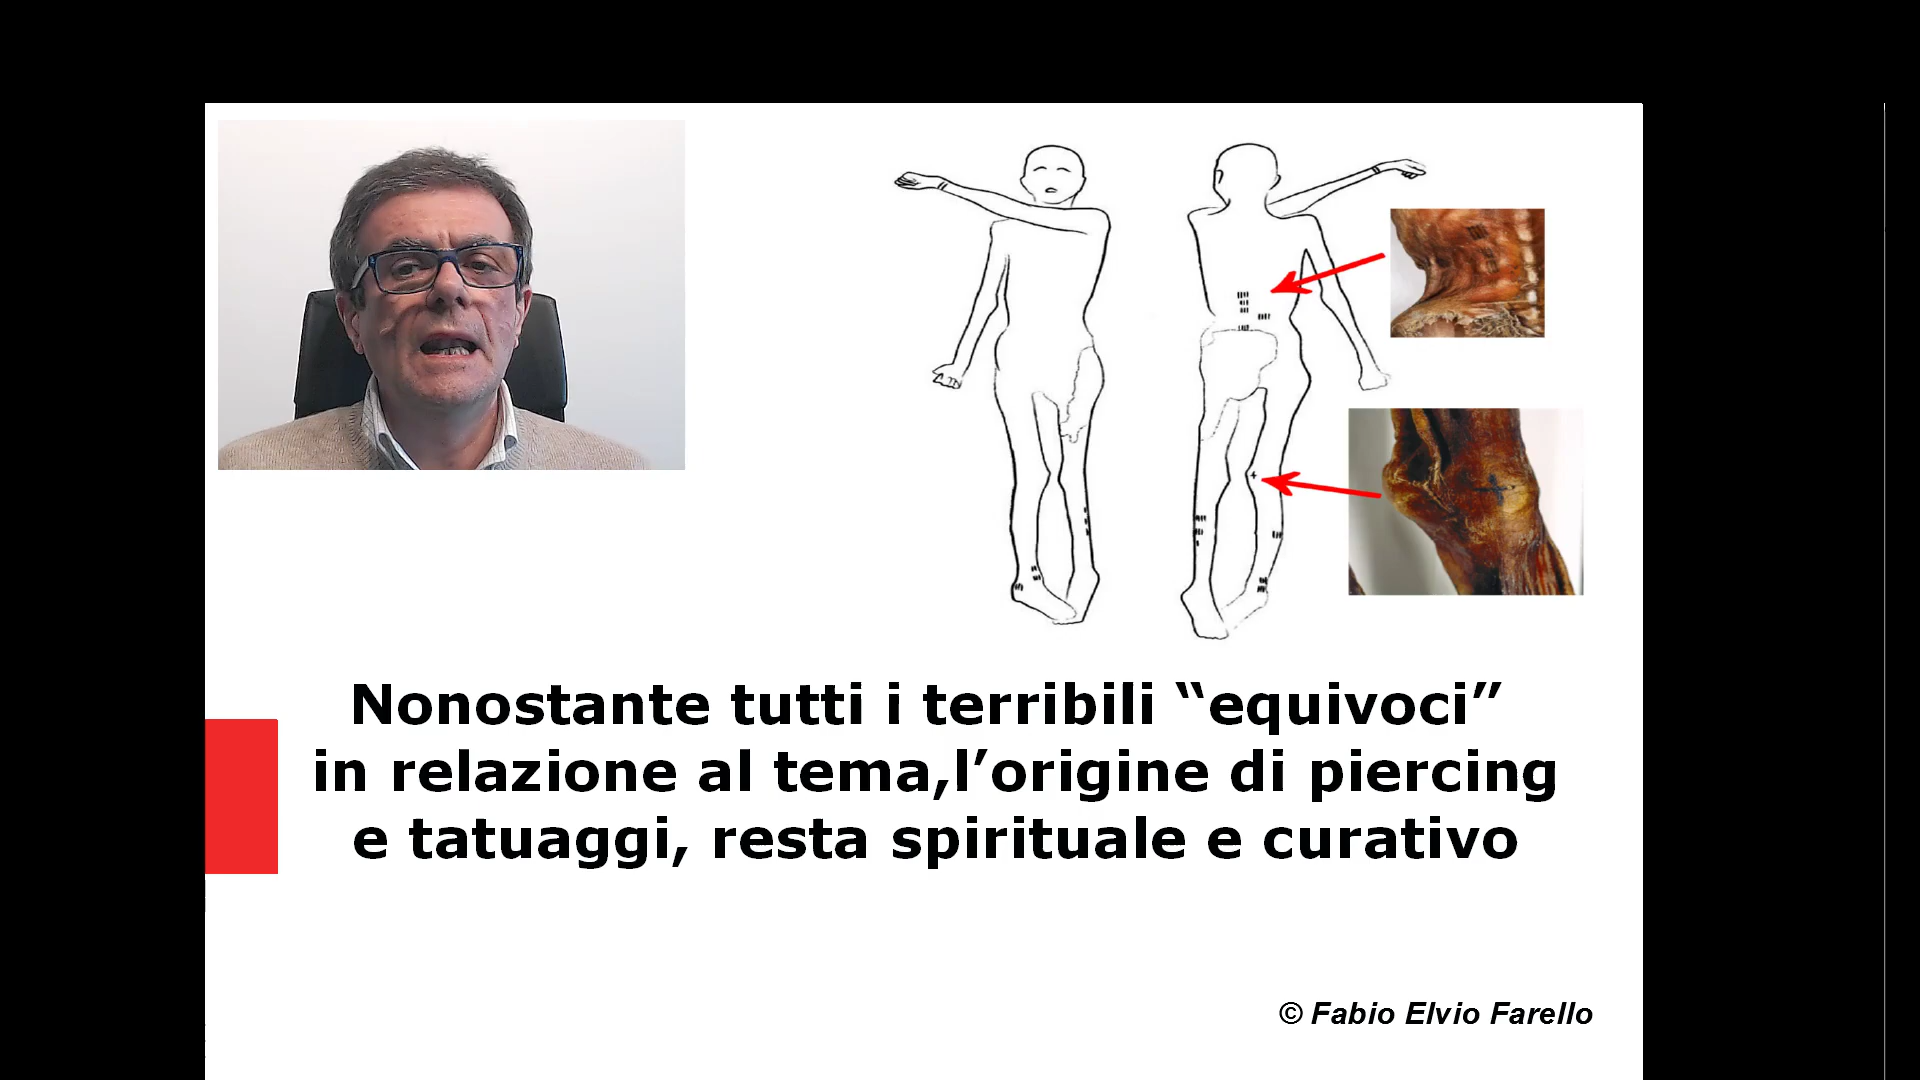 Nonostante tutti i terribili “equivoci”
in relazione al tema,l’origine di piercing
e tatuaggi, resta spirituale e curativo
© Fabio Elvio Farello